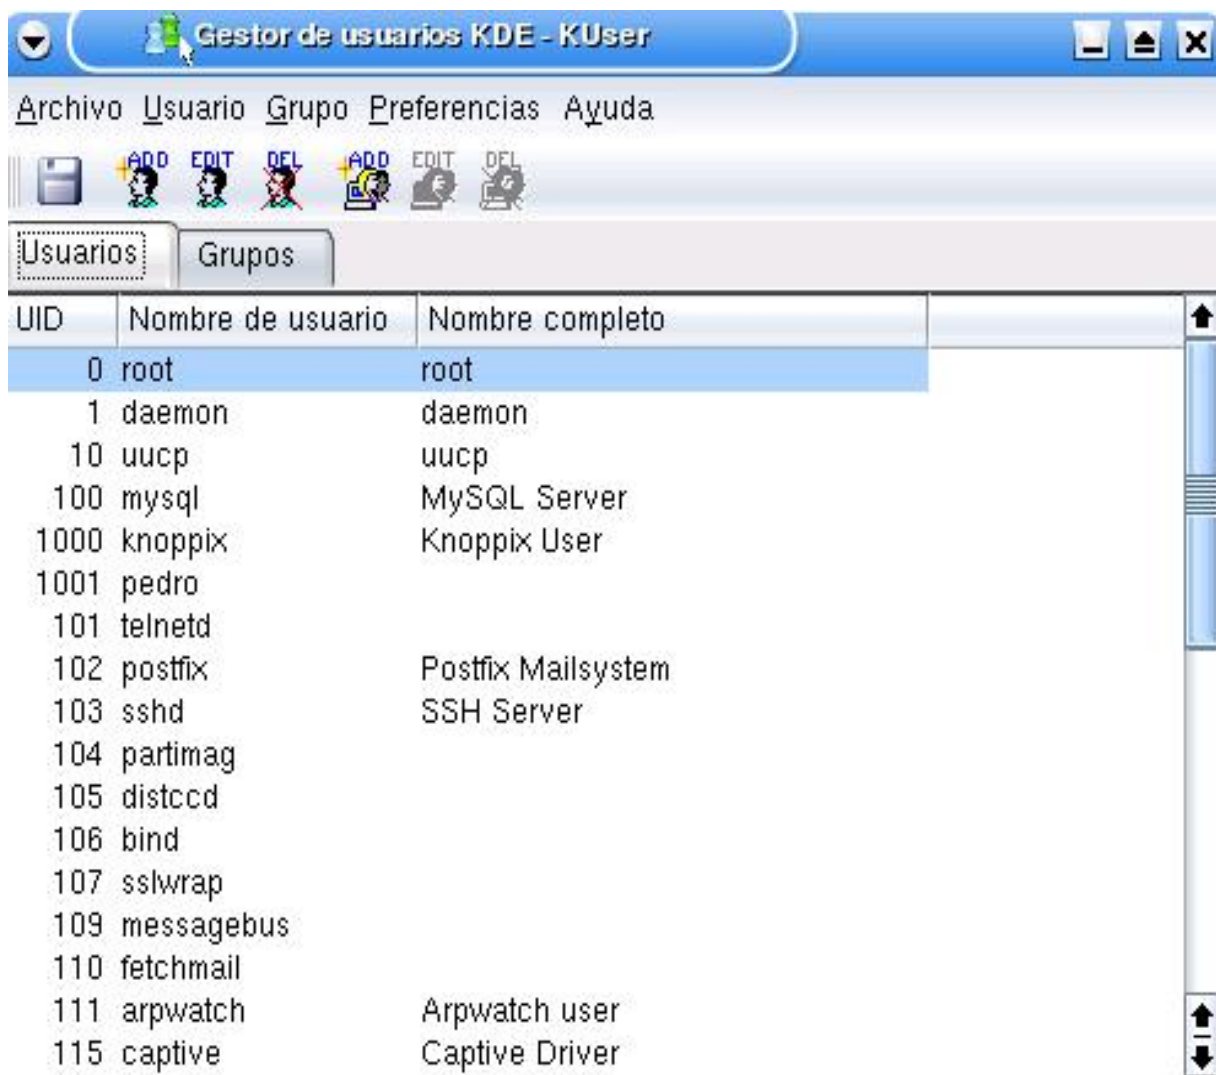 Gestor de usuarios KDE - KUser
Archivo Usuario Grupo Preferencias Ayuda
ADD EDIT DEL ADD EDIT DEL
Usuarios Grupos
UID Nombre de usuario Nombre completo
0 root root
1 daemon daemon
10 uucp uucp
100 mysql MySQL Server
1000 knoppix Knoppix User
1001 pedro
101 telnetd
102 postfix Postfix Mailsystem
103 sshd SSH Server
104 partimag
105 distccd
106 bind
107 sslwrap
109 messagebus
110 fetchmail
111 arpwatch Arpwatch user
115 captive Captive Driver